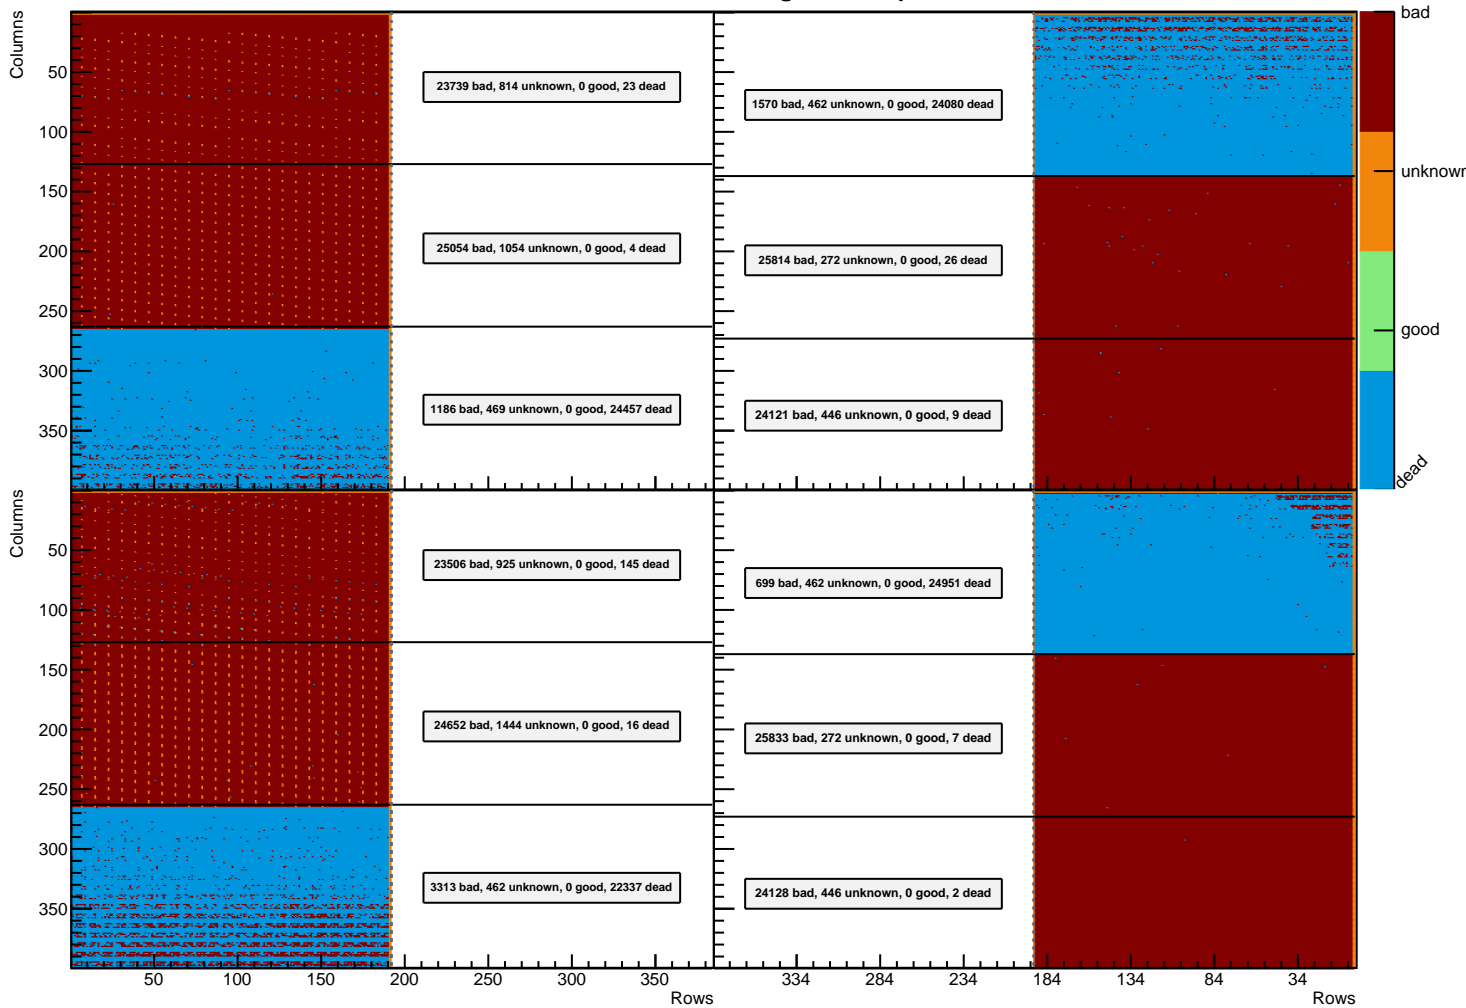 Columns
50
100
150
200
250
300
350
23739 bad, 814 unknown, 0 good, 23 dead
25054 bad, 1054 unknown, 0 good, 4 dead
1186 bad, 469 unknown, 0 good, 24457 dead
1570 bad, 462 unknown, 0 good, 24080 dead
25814 bad, 272 unknown, 0 good, 26 dead
24121 bad, 446 unknown, 0 good, 9 dead
bad
unknown
good
dead
Columns
50
100
150
200
250
300
350
23506 bad, 925 unknown, 0 good, 145 dead
24652 bad, 1444 unknown, 0 good, 16 dead
3313 bad, 462 unknown, 0 good, 22337 dead
699 bad, 462 unknown, 0 good, 24951 dead
25833 bad, 272 unknown, 0 good, 7 dead
24128 bad, 446 unknown, 0 good, 2 dead
50 100 150 200 250 300 350
Rows
334 284 234 184 134 84 34
Rows